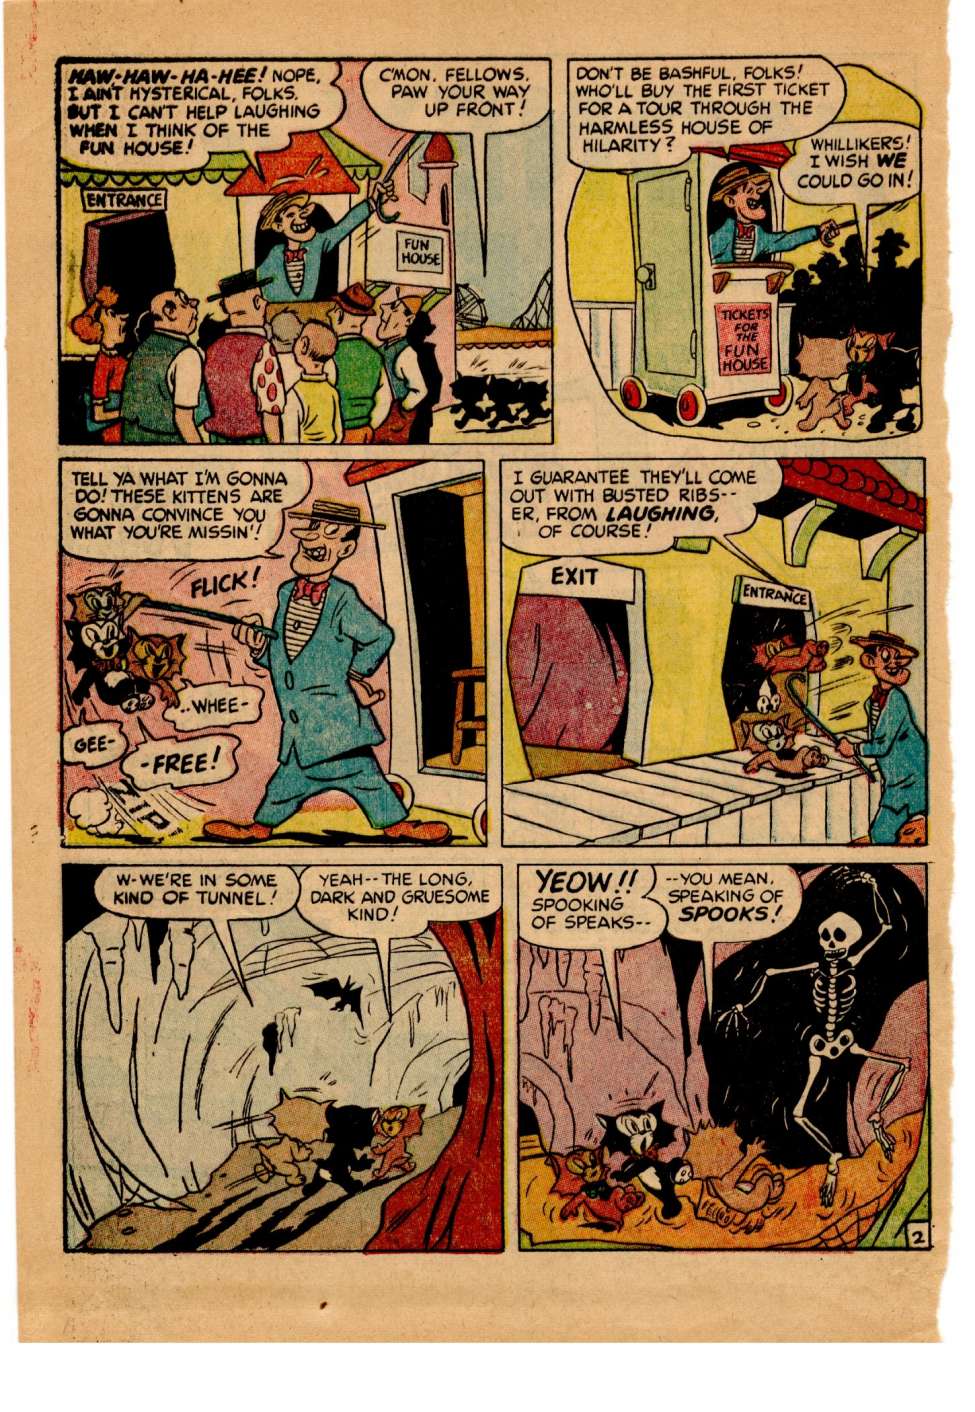 HAW-HAW-HA-HEE! NOPE,
I AIN'T HYSTERICAL, FOLKS.
BUT I CAN'T HELP LAUGHING
WHEN I THINK OF THE
FUN HOUSE!
C'MON, FELLOWS,
PAW YOUR WAY
UP FRONT!
ENTRANCE
FUN
HOUSE
DON'T BE BASHFUL, FOLKS!
WHO'LL BUY THE FIRST TICKET
FOR A TOUR THROUGH THE
HARMLESS HOUSE OF
HILARITY?
WHILLIKERS!
I WISH WE
COULD GO IN!
TICKETS
FOR
THE
FUN
HOUSE
TELL YA WHAT I'M GONNA
DO! THESE KITTENS ARE
GONNA CONVINCE YOU
WHAT YOU'RE MISSIN'!
FLICK!
GEE-
..WHEE-
-FREE!
ZIP
I GUARANTEE THEY'LL COME
OUT WITH BUSTED RIBS--
ER, FROM LAUGHING,
OF COURSE!
EXIT
ENTRANCE
W-WE'RE IN SOME
KIND OF TUNNEL!
YEAH--THE LONG,
DARK AND GRUESOME
KIND!
YEOW!!
SPOOKING
OF SPEAKS--
--YOU MEAN,
SPEAKING OF
SPOOKS!
2